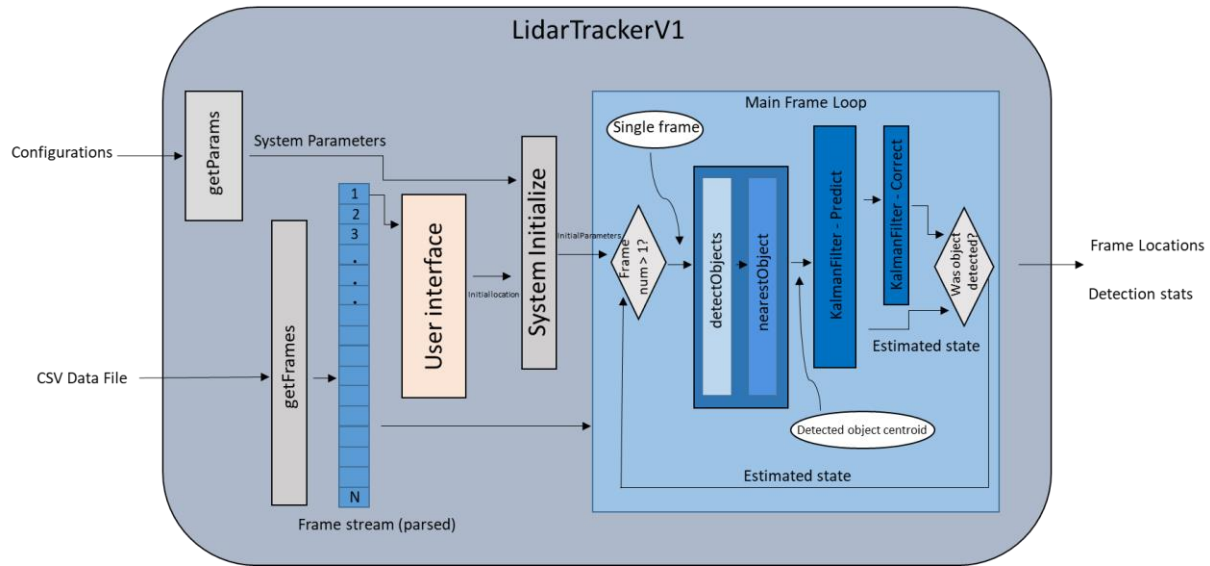 LidarTrackerV1
Configurations
getParams
System Parameters
CSV Data File
getFrames
1
2
3
.
.
.
N
Frame stream (parsed)
User interface
Initiallocation
System Initialize
InitialParameters
Main Frame Loop
Single frame
Frame
num > 1?
detectObjects
nearestObject
Detected object centroid
KalmanFilter - Predict
KalmanFilter - Correct
Was object
detected?
Estimated state
Estimated state
Frame Locations
Detection stats